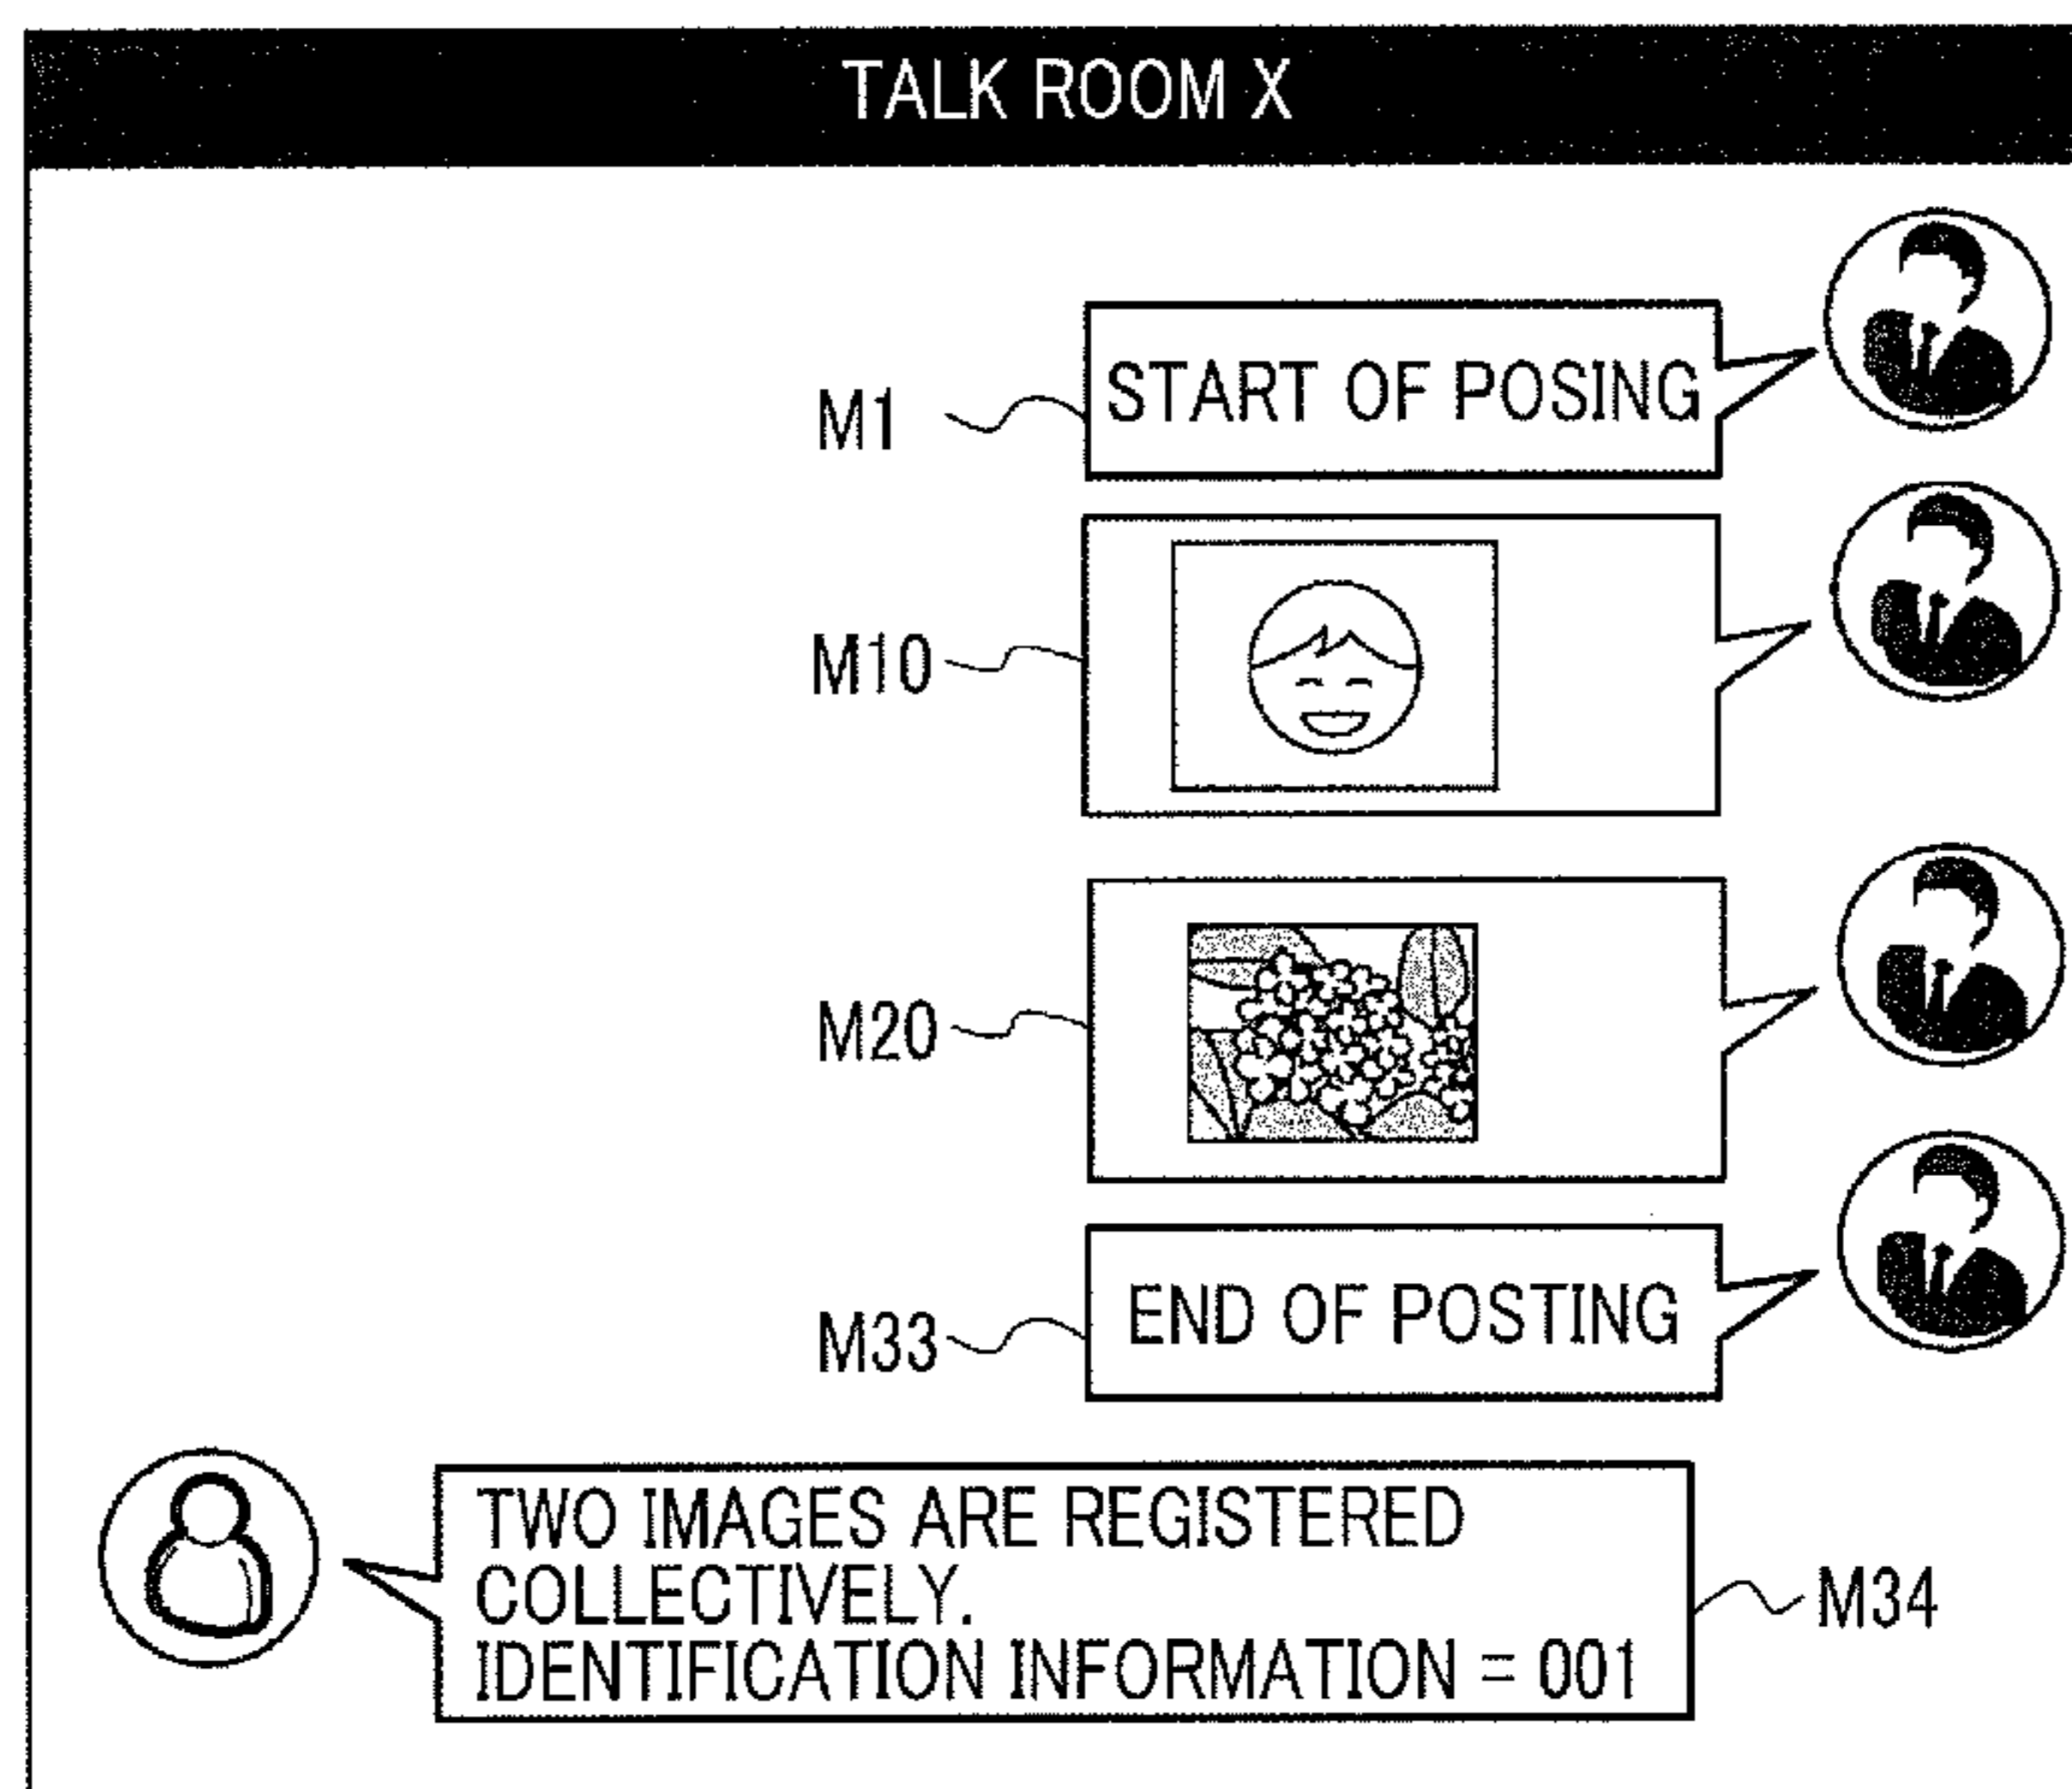 TALK ROOM X
M1
START OF POSING
M10
M20
M33
END OF POSTING
TWO IMAGES ARE REGISTERED
COLLECTIVELY.
IDENTIFICATION INFORMATION = 001
M34